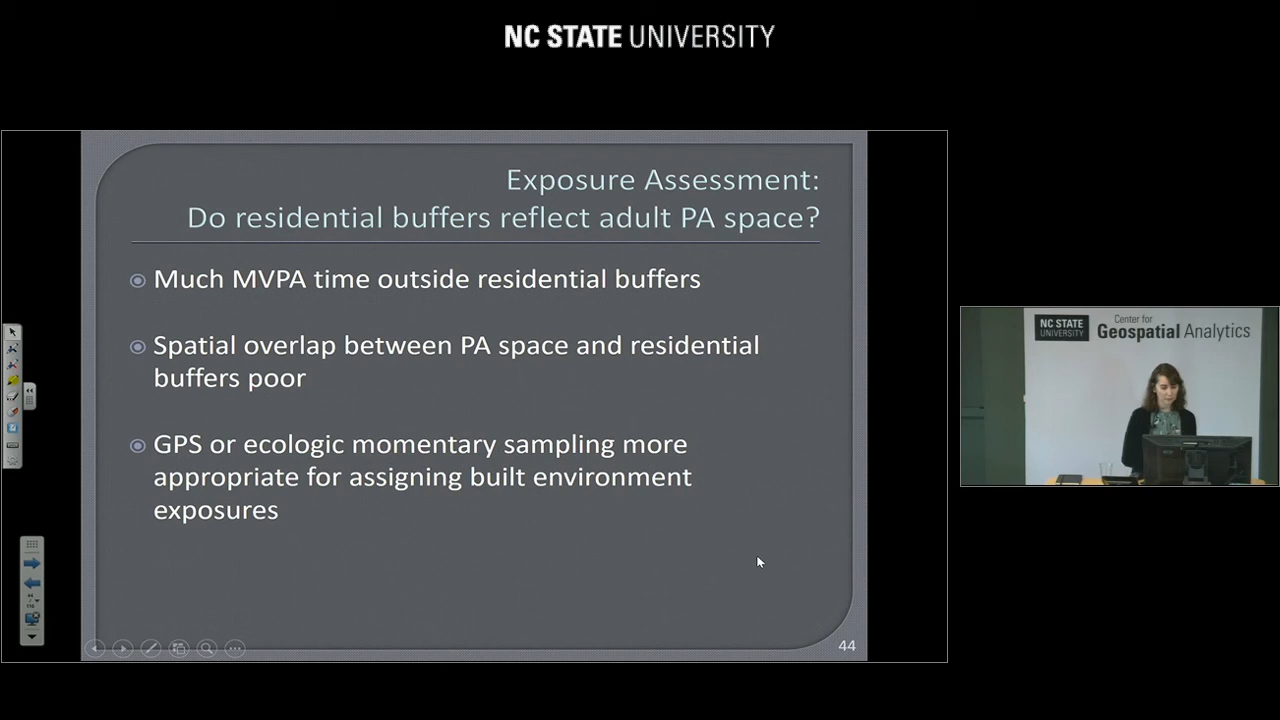 NC STATE UNIVERSITY
Exposure Assessment:
Do residential buffers reflect adult PA space?
Much MVPA time outside residential buffers
Spatial overlap between PA space and residential
buffers poor
GPS or ecologic momentary sampling more
appropriate for assigning built environment
exposures
44
NC STATE
UNIVERSITY
Center for
Geospatial Analytics